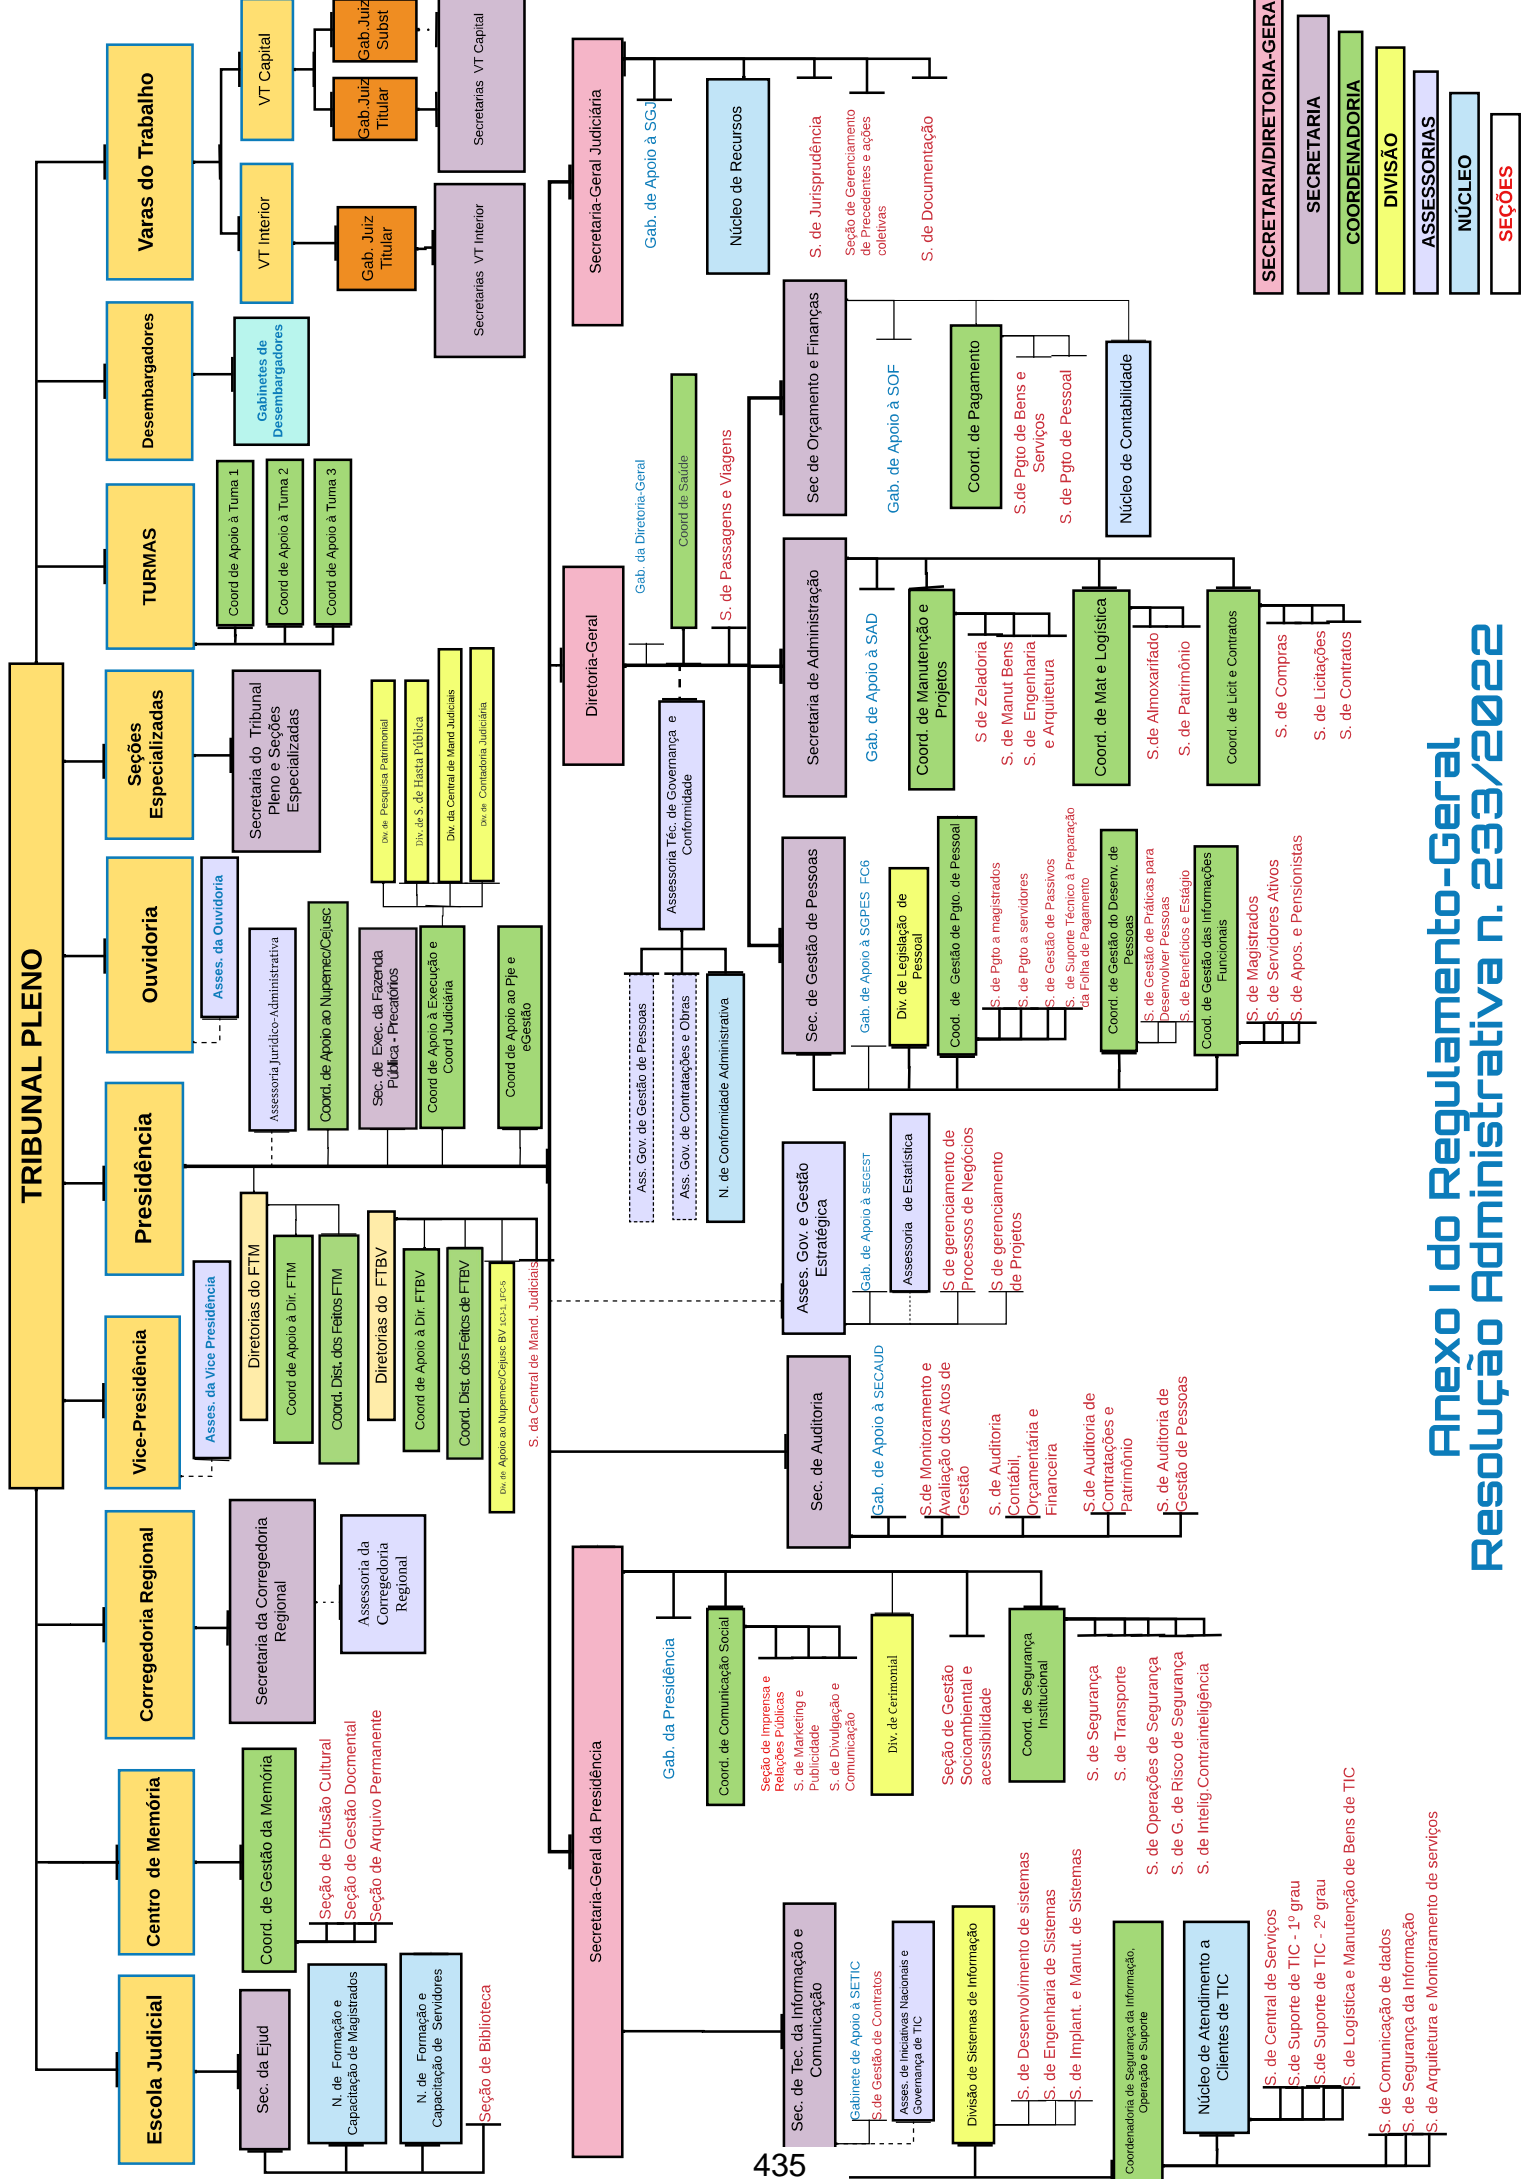 TRIBUNAL PLENO
Escola Judicial
Sec. da Ejud
N. de Formação e
Capacitação de Magistrados
N. de Formação e
Capacitação de Servidores
Seção de Biblioteca
Centro de Memória
Coord. de Gestão da Memória
Seção de Difusão Cultural
Seção de Gestão Docmental
Seção de Arquivo Permanente
Corregedoria Regional
Secretaria da Corregedoria
Regional
Assessoria da
Corregedoria
Regional
Vice-Presidência
Asses. da Vice Presidência
Presidência
Diretorias do FTM
Coord de Apoio à Dir. FTM
Coord. Dist. dos Feitos FTM
Diretorias do FTBV
Coord de Apoio à Dir. FTBV
Coord. Dist. dos Feitos de FTBV
Div. de Apoio ao Nupemec/Cejusc BV 1CJ-1, 1FC-5
S. da Central de Mand. Judiciais
Assessoria Juridico-Administrativa
Coord. de Apoio ao Nupemec/Cejusc
Sec. de Exec. da Fazenda
Pública - Precatórios
Coord de Apoio à Execução e
Coord Judiciária
Div. de Pesquisa Patrimonial
Div. de S. de Hasta Pública
Div. da Central de Mand Judiciais
Div. de Contadoria Judiciária
Coord de Apoio ao Pje e
eGestão
Ouvidoria
Asses. da Ouvidoria
Seções
Especializadas
Secretaria do Tribunal
Pleno e Seções
Especializadas
TURMAS
Coord de Apoio à Tuma 1
Coord de Apoio à Tuma 2
Coord de Apoio à Tuma 3
Desembargadores
Gabinetes de
Desembargadores
Varas do Trabalho
VT Interior
Gab. Juiz
Titular
Secretarias VT Interior
VT Capital
Gab.Juiz
Titular
Gab.Juiz
Subst
Secretarias VT Capital
Secretaria-Geral da Presidência
Gab. da Presidência
Coord. de Comunicação Social
Seção de Imprensa e
Relações Públicas
S. de Marketing e
Publicidade
S. de Divulgação e
Comunicação
Div. de Cerimonial
Seção de Gestão
Socioambiental e
acessibilidade
Coord. de Segurança
Institucional
S. de Segurança
S. de Transporte
S. de Operações de Segurança
S. de G. de Risco de Segurança
S. de Intelig.Contrainteligência
Sec. de Tec. da Informação e
Comunicação
Gabinete de Apoio à SETIC
S.de Gestão de Contratos
Asses. de Iniciativas Nacionais e
Governança de TIC
Divisão de Sistemas de Informação
S. de Desenvolvimento de sistemas
S. de Engenharia de Sistemas
S. de Implant. e Manut. de Sistemas
Coordenadoria de Segurança da Informação,
Operação e Suporte
Núcleo de Atendimento a
Clientes de TIC
S. de Central de Serviços
S.de Suporte de TIC - 1º grau
S.de Suporte de TIC - 2º grau
S. de Logística e Manutenção de Bens de TIC
S. de Comunicação de dados
S. de Segurança da Informação
S. de Arquitetura e Monitoramento de serviços
Sec. de Auditoria
Gab. de Apoio à SECAUD
S.de Monitoramento e
Avaliação dos Atos de
Gestão
S. de Auditoria
Contábil,
Orçamentária e
Financeira
S. de Auditoria de
Contratações e
Patrimônio
S. de Auditoria de
Gestão de Pessoas
Asses. Gov. e Gestão
Estratégica
Gab. de Apoio à SEGEST
Assessoria de Estatística
S de gerenciamento de
Processos de Negócios
S de gerenciamento
de Projetos
Diretoria-Geral
Gab. da Diretoria-Geral
Coord de Saúde
S. de Passagens e Viagens
Assessoria Téc. de Governança e
Conformidade
Ass. Gov. de Gestão de Pessoas
Ass. Gov. de Contratações e Obras
N. de Conformidade Administrativa
Sec. de Gestão de Pessoas
Gab. de Apoio à SGPES FC6
Div. de Legislação de
Pessoal
Cood. de Gestão de Pgto. de Pessoal
S. de Pgto a magistrados
S. de Pgto a servidores
S. de Gestão de Passivos
S. de Suporte Técnico à Preparação
da Folha de Pagamento
Coord. de Gestão do Desenv. de
Pessoas
S. de Gestão de Práticas para
Desenvolver Pessoas
S. de Benefícios e Estágio
Cood. de Gestão das Informações
Funcionais
S. de Magistrados
S. de Servidores Ativos
S. de Apos. e Pensionistas
Secretaria de Administração
Gab. de Apoio à SAD
Coord. de Manutenção e
Projetos
S de Zeladoria
S. de Manut Bens
S. de Engenharia
e Arquitetura
Coord. de Mat e Logística
S.de Almoxarifado
S. de Patrimônio
Coord. de Licit e Contratos
S. de Compras
S. de Licitações
S. de Contratos
Sec de Orçamento e Finanças
Gab. de Apoio à SOF
Coord. de Pagamento
S.de Pgto de Bens e
Serviços
S. de Pgto de Pessoal
Núcleo de Contabilidade
Secretaria-Geral Judiciária
Gab. de Apoio à SGJ
Núcleo de Recursos
S. de Jurisprudência
Seção de Gerenciamento
de Precedentes e ações
coletivas
S. de Documentação
SECRETARIA/DIRETORIA-GERA
SECRETARIA
COORDENADORIA
DIVISÃO
ASSESSORIAS
NÚCLEO
SEÇÕES
Anexo I do Regulamento-Geral
Resolução Administrativa n. 233/2022
435